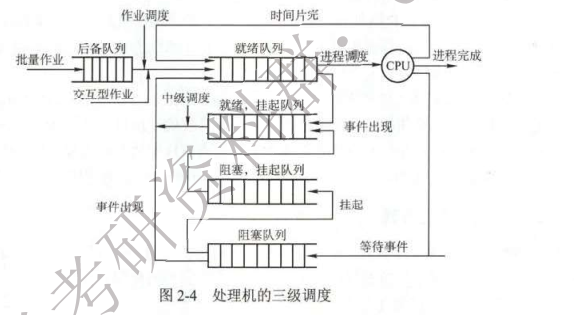 作业调度
时间片完
后备队列
就绪队列
批量作业
进程调度
CPU
进程完成
交互型作业
中级调度
就绪,挂起队列
事件出现
阻塞,挂起队列
事件出现
挂起
阻塞队列
等待事件
图 2-4 处理机的三级调度
考研资料群: